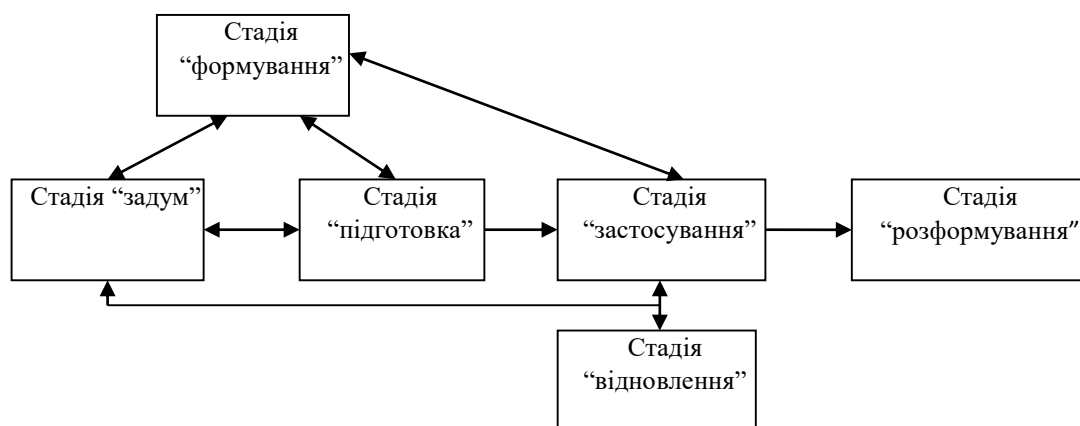 Стадія
“формування”
Стадія “задум”
Стадія
“підготовка”
Стадія
“застосування”
Стадія
“розформування”
Стадія
“відновлення”